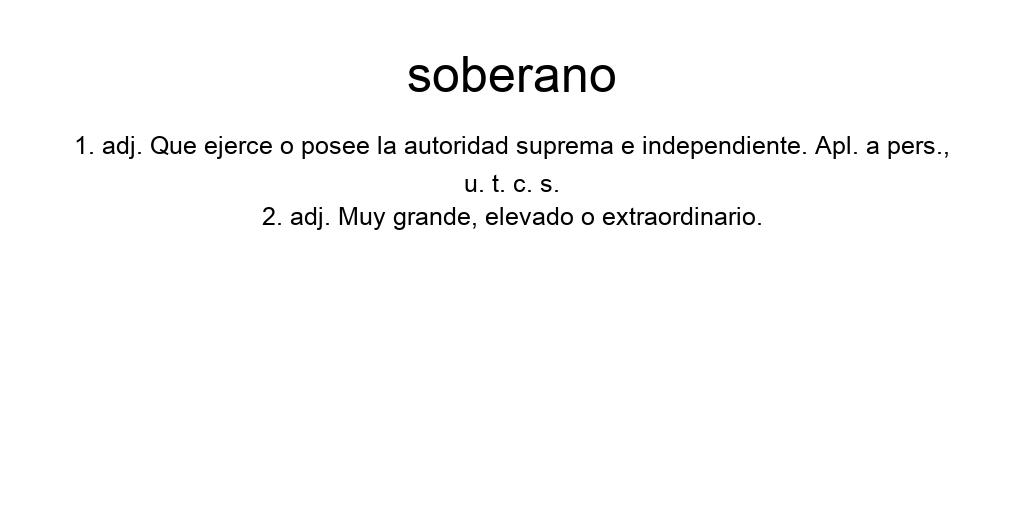 soberano
1. adj. Que ejerce o posee la autoridad suprema e independiente. Apl. a pers.,
u. t. c. s.
2. adj. Muy grande, elevado o extraordinario.